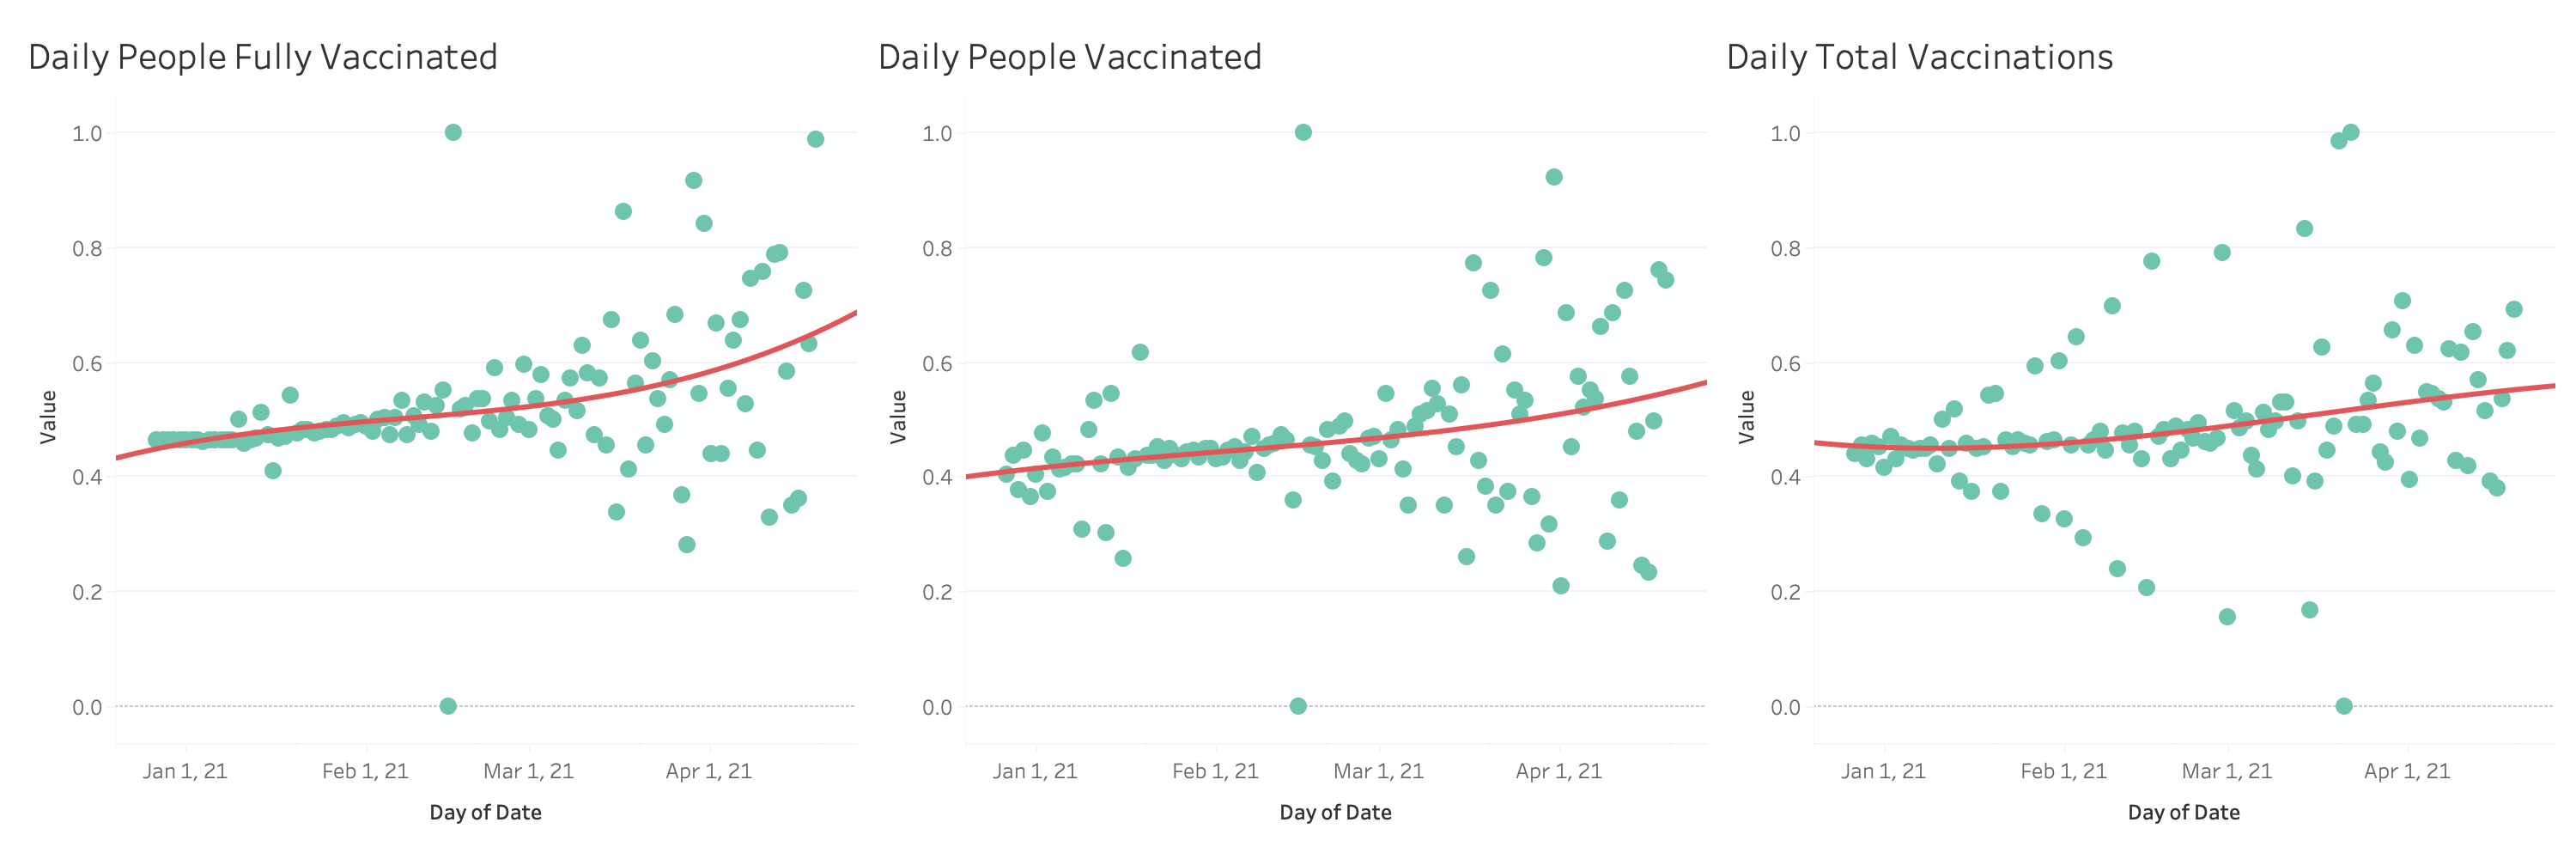 Daily People Fully Vaccinated
1.0
0.8
0.6
0.4
0.2
0.0
Value
Jan 1, 21 Feb 1, 21 Mar 1, 21 Apr 1, 21
Day of Date
Daily People Vaccinated
1.0
0.8
0.6
0.4
0.2
0.0
Value
Jan 1, 21 Feb 1, 21 Mar 1, 21 Apr 1, 21
Day of Date
Daily Total Vaccinations
1.0
0.8
0.6
0.4
0.2
0.0
Value
Jan 1, 21 Feb 1, 21 Mar 1, 21 Apr 1, 21
Day of Date